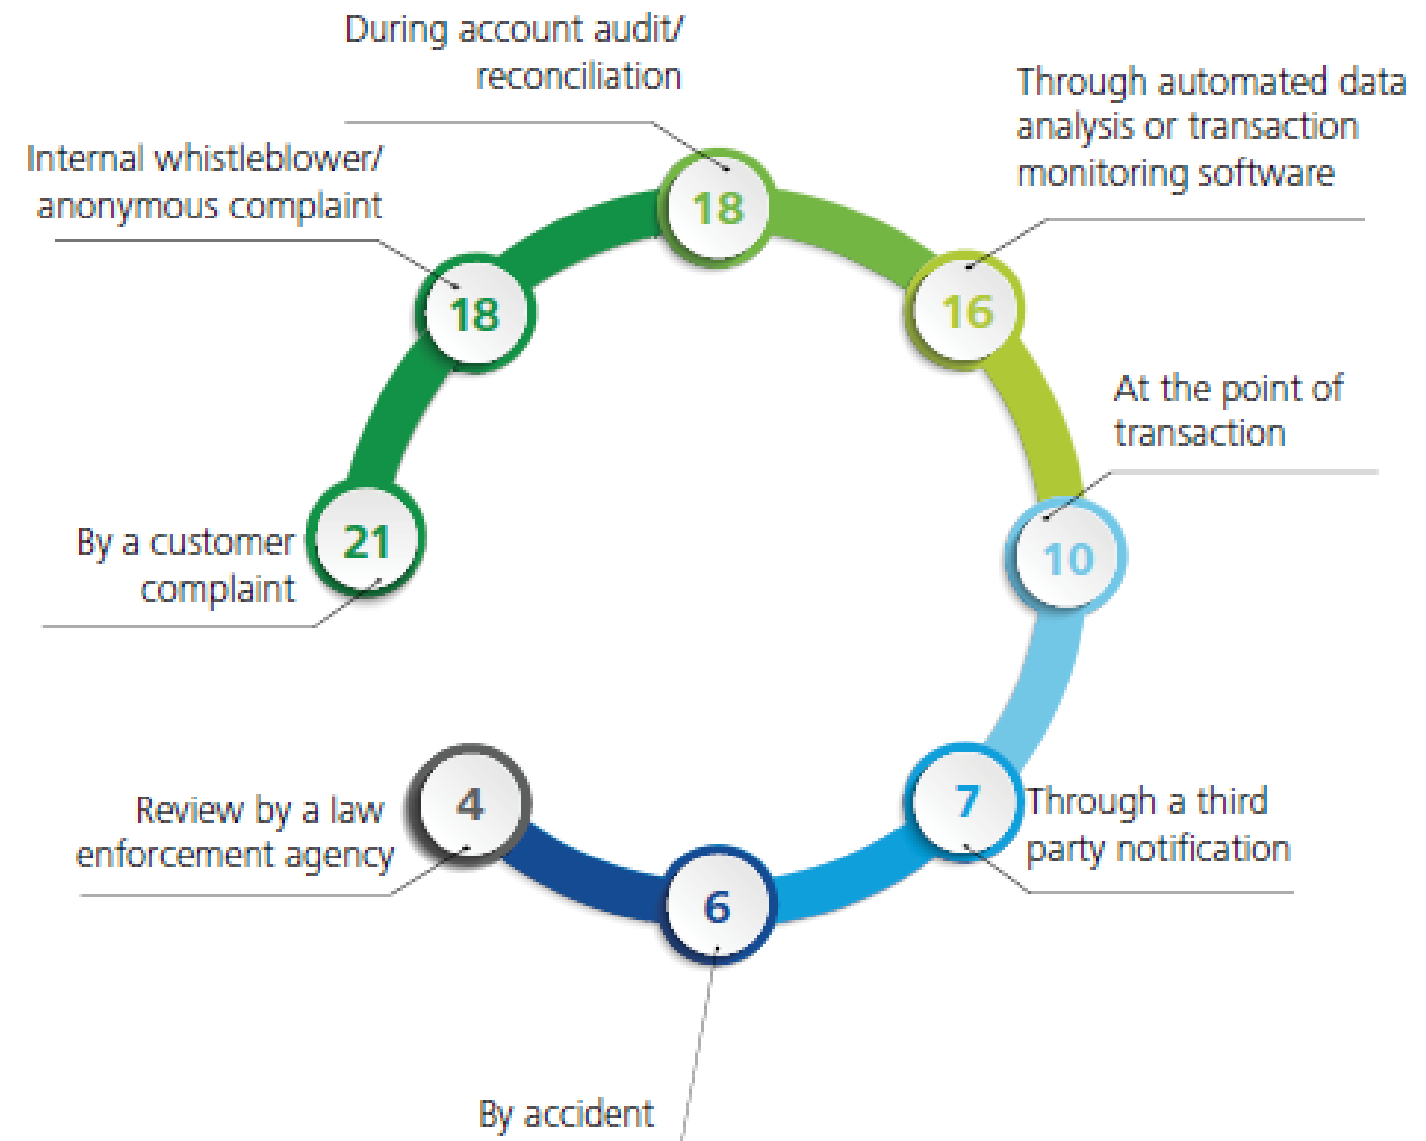 During account audit/
reconciliation
Through automated data
analysis or transaction
monitoring software
Internal whistleblower/
anonymous complaint
18
18
16
At the point of
transaction
By a customer
complaint
21
10
Review by a law
enforcement agency
4
7
Through a third
party notification
6
By accident